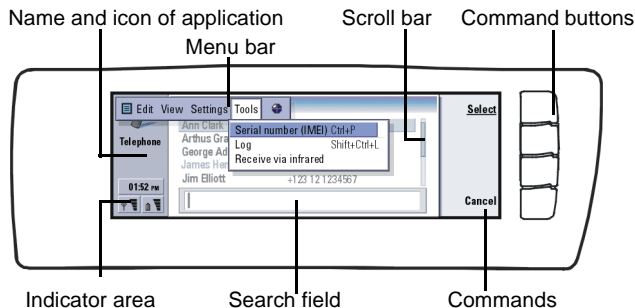 Name and icon of application
Scroll bar
Command buttons
Menu bar
Edit View Settings Tools
Select
Ann Clark
Serial number (IMEI) Ctrl+P
Telephone
Arthus Gra
Log Shift+Ctrl+L
George Ad
Receive via infrared
James Her
Jim Elliott +123 12 1234567
01:52 PM
Cancel
Indicator area
Search field
Commands